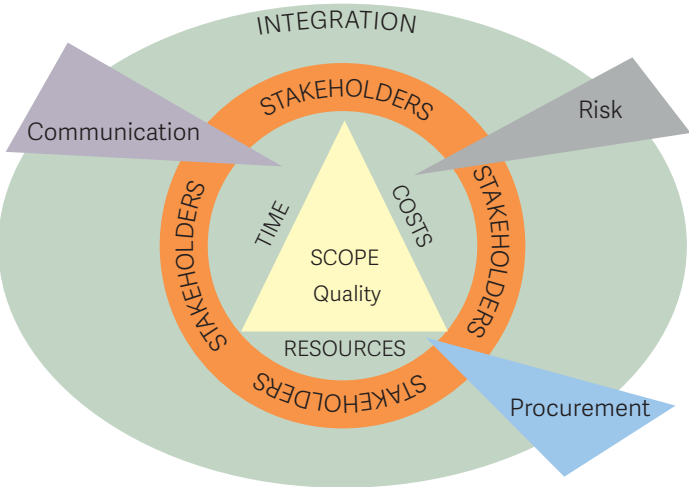 INTEGRATION
STAKEHOLDERS
Communication
Risk
STAKEHOLDERS
STAKEHOLDERS
TIME
COSTS
SCOPE
Quality
RESOURCES
STAKEHOLDERS
Procurement